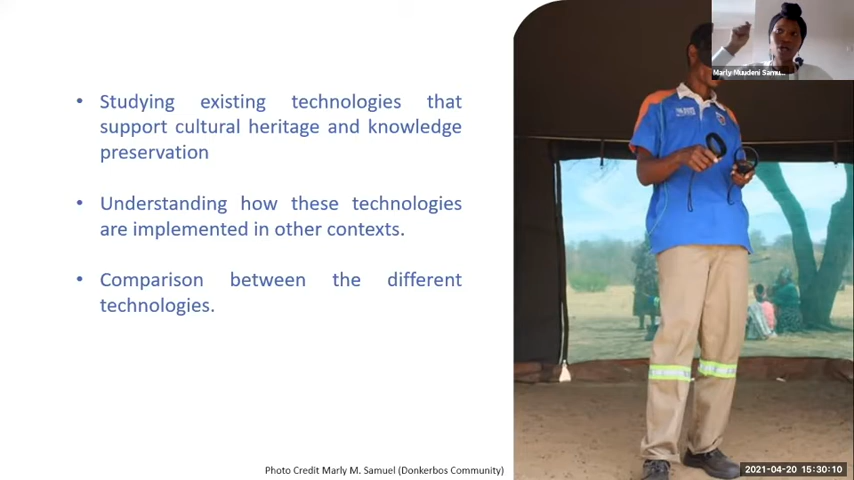 • Studying existing technologies that
support cultural heritage and knowledge
preservation
• Understanding how these technologies
are implemented in other contexts.
• Comparison between the different
technologies.
Photo Credit Marly M. Samuel (Donkerbos Community)
Marly Muudeni Samu...
2021-04-20 15:30:10